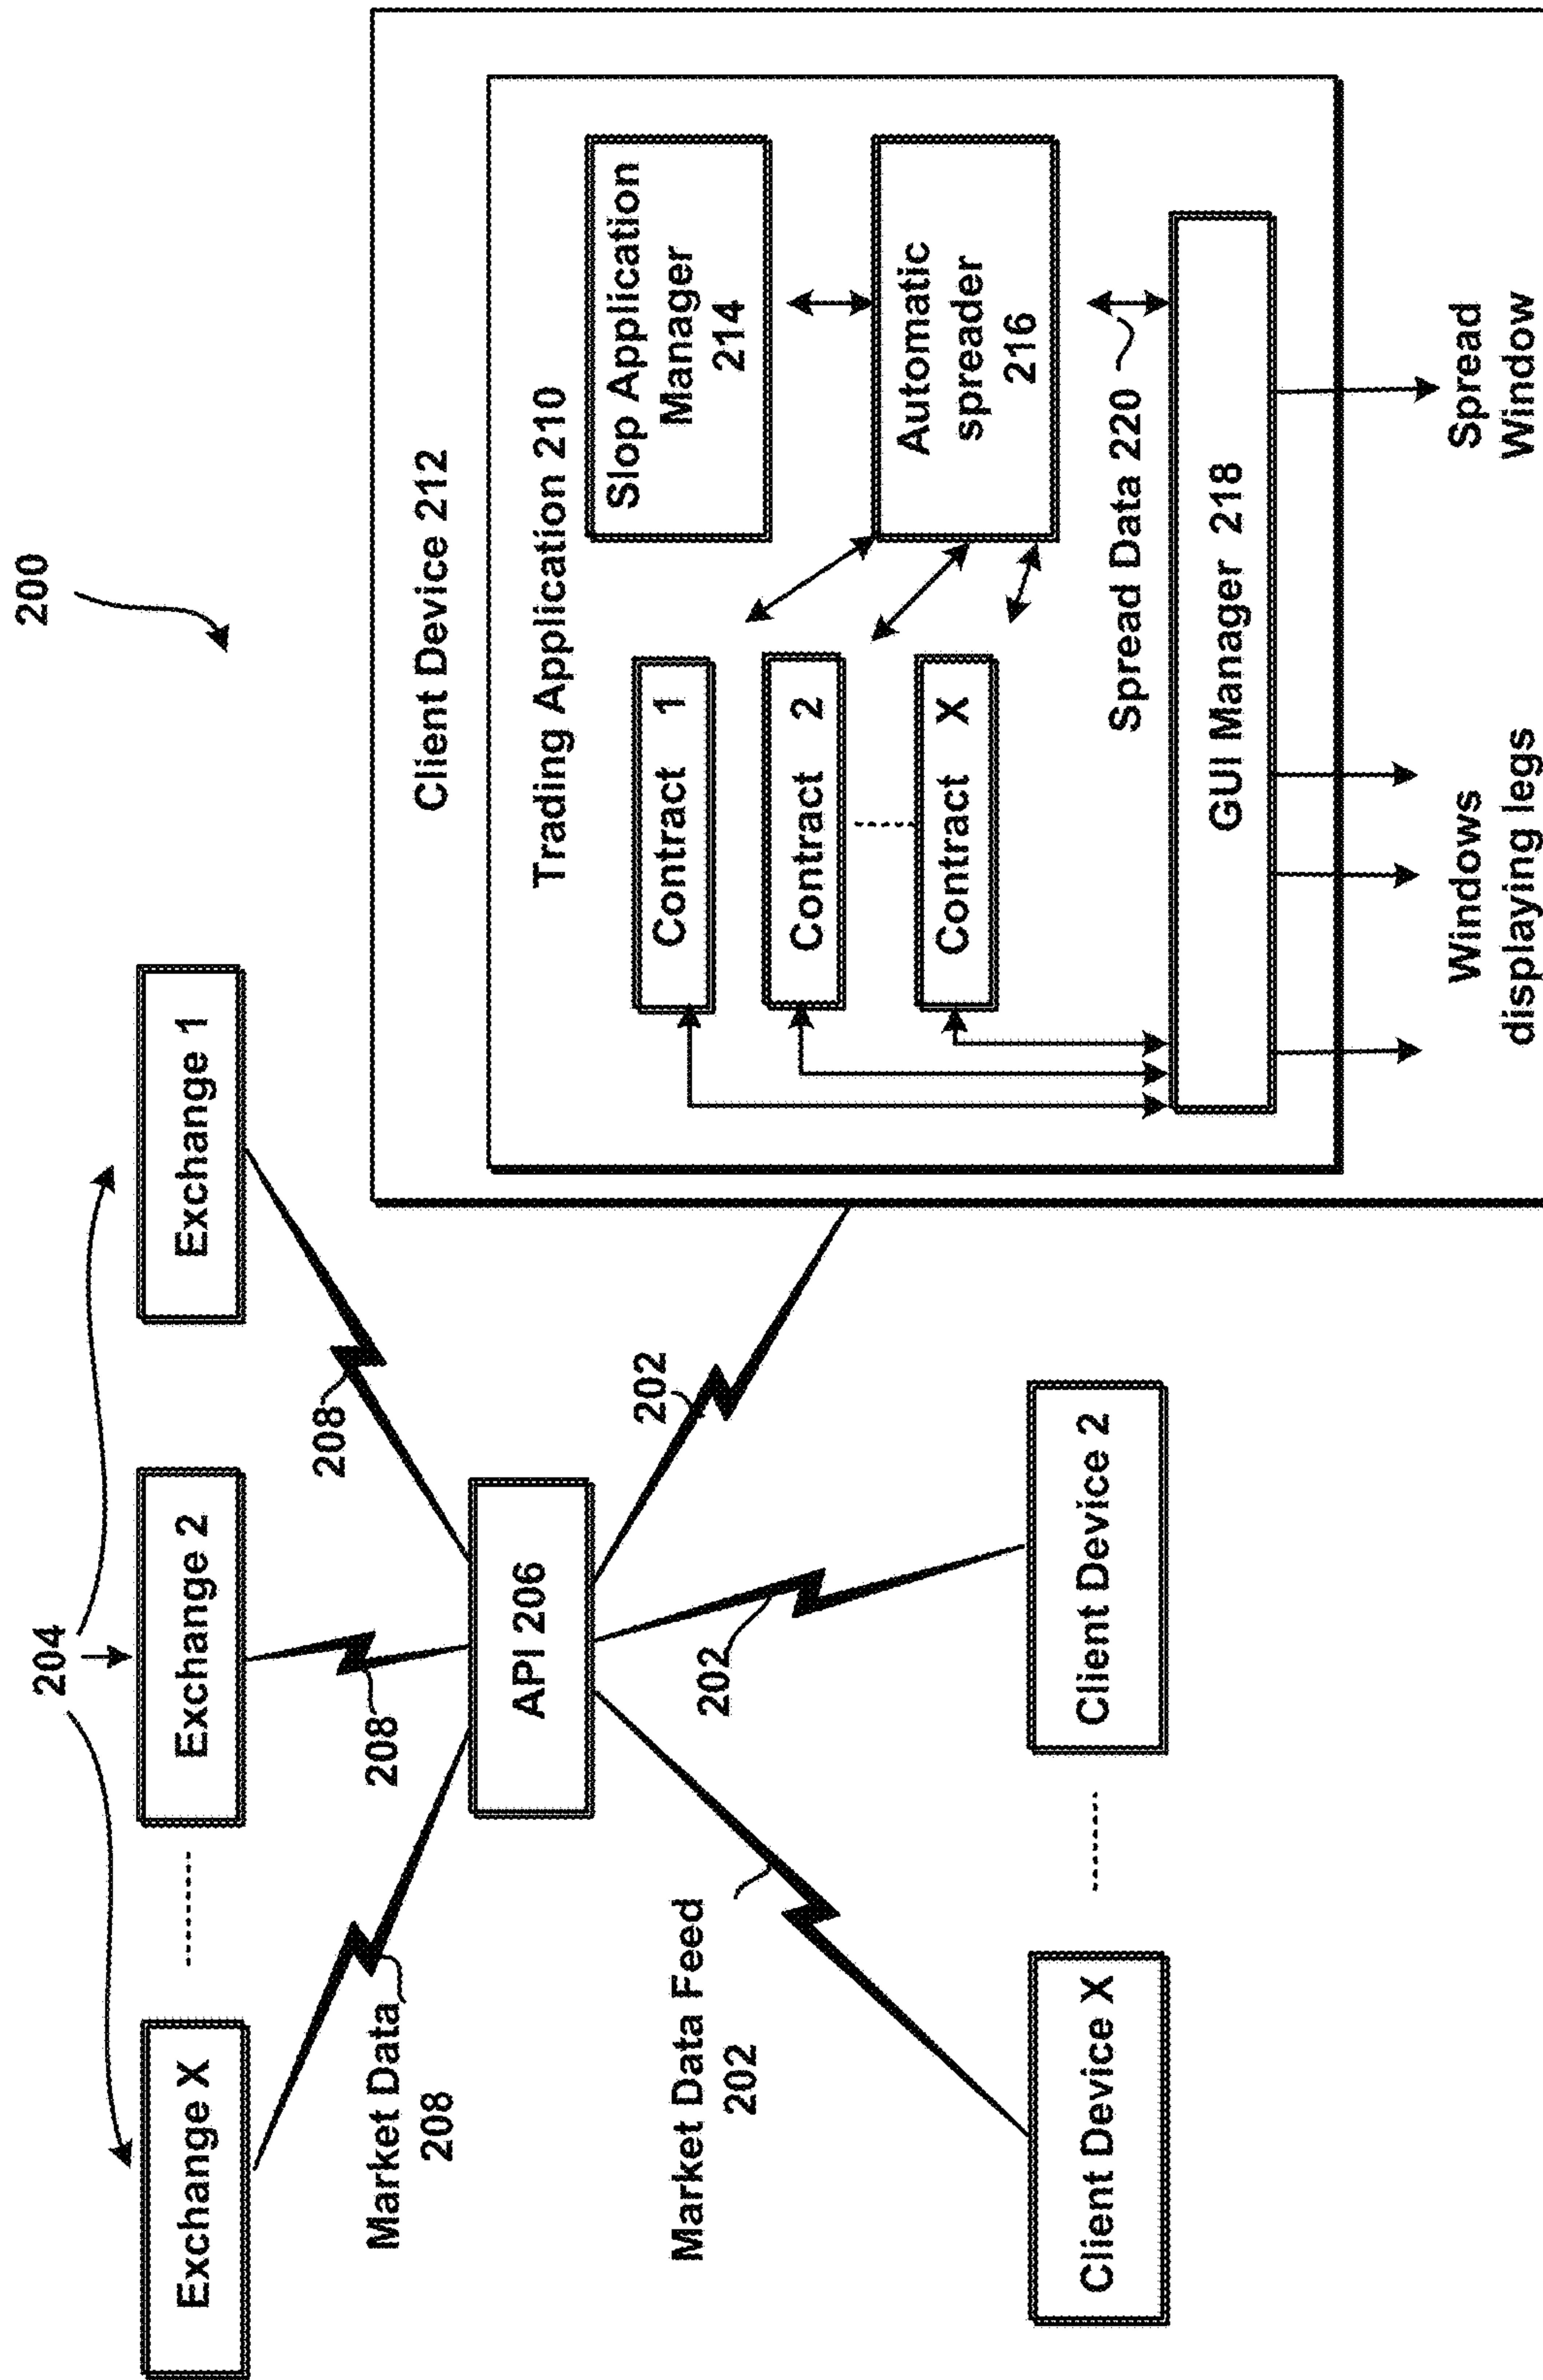 200
204
Exchange X
Exchange 2
Exchange 1
208
208
Market Data
208
API 206
202
202
Market Data Feed
202
Client Device X
Client Device 2
Client Device 212
Trading Application 210
Slop Application
Manager
214
Contract 1
Contract 2
Contract X
Automatic
spreader
216
Spread Data 220
GUI Manager 218
Windows
displaying legs
Spread
Window